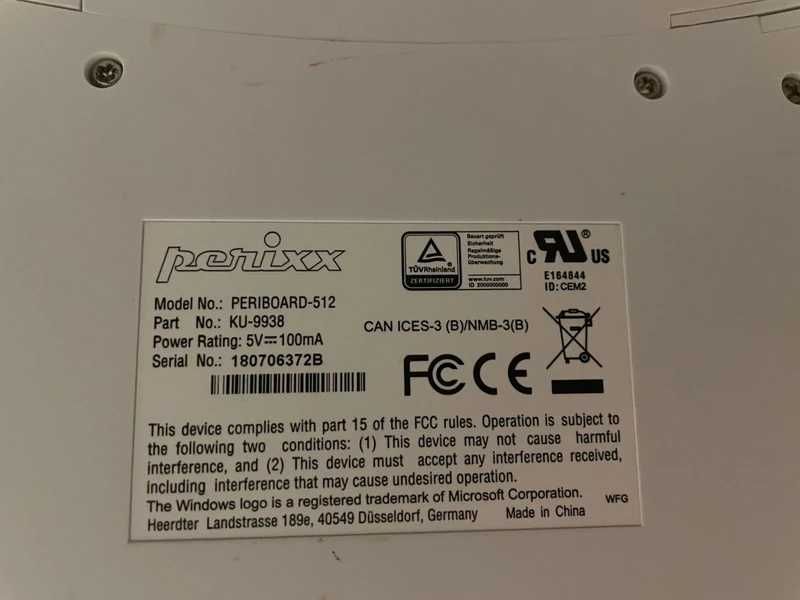 perixx
Model No.: PERIBOARD-512
Part No.: KU-9938
Power Rating: 5V⎓100mA
Serial No.: 180706372B
TÜVRheinland
ZERTIFIZIERT
Bauart geprüft
Sicherheit
Regelmäßige
Produktions-
überwachung
www.tuv.com
ID 2000000000
C RU ® US
E164844
ID: CEM2
CAN ICES-3 (B)/NMB-3(B)
FC CE
This device complies with part 15 of the FCC rules. Operation is subject to
the following two conditions: (1) This device may not cause harmful
interference, and (2) This device must accept any interference received,
including interference that may cause undesired operation.
The Windows logo is a registered trademark of Microsoft Corporation. WFG
Heerdter Landstrasse 189e, 40549 Düsseldorf, Germany Made in China